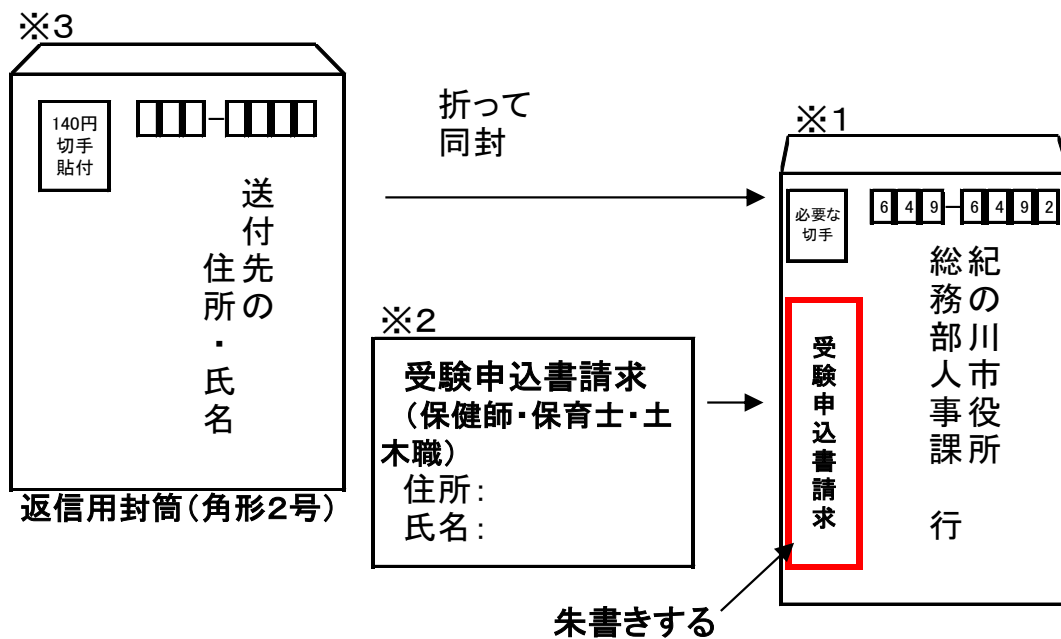 ※3
140円
切手
貼付
送付先の
住所・氏名
返信用封筒(角形2号)
折って
同封
※2
受験申込書請求
(保健師・保育士・土
木職)
住所:
氏名:
※1
必要な
切手
649-6492
紀の川市役所
総務部人事課 行
受験申込書請求
朱書きする